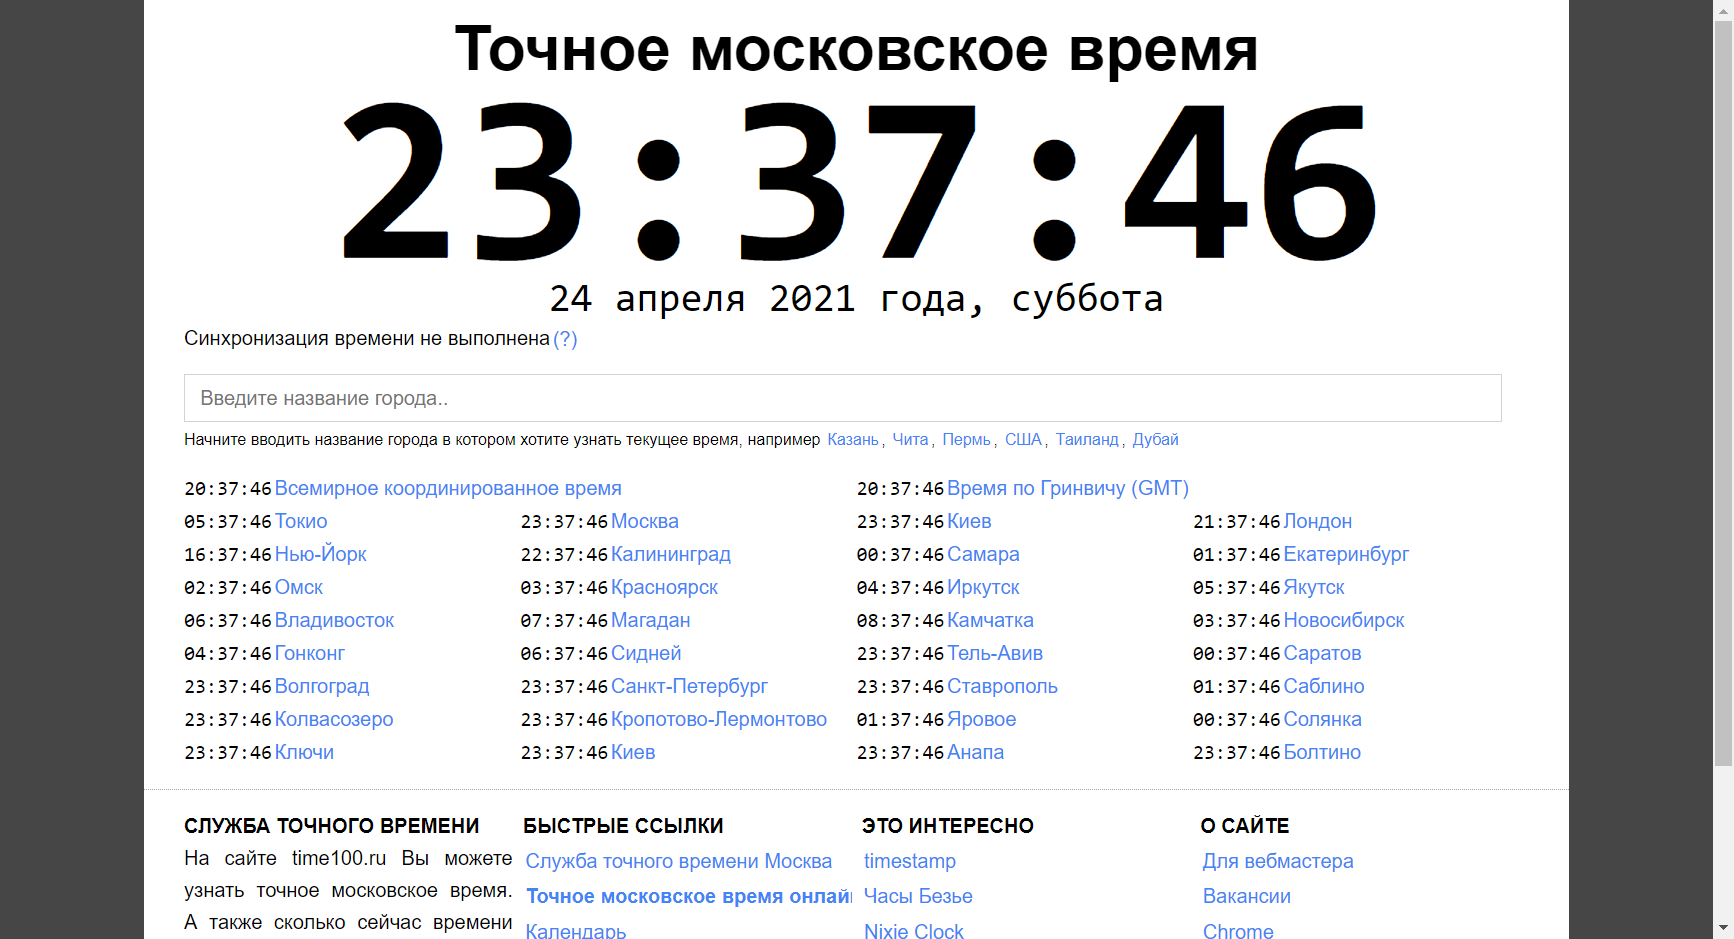 Точное московское время
23:37:46
24 апреля 2021 года, суббота
Синхронизация времени не выполнена (?)
Введите название города..
Начните вводить название города в котором хотите узнать текущее время, например Казань, Чита, Пермь, США, Таиланд, Дубай
20:37:46 Всемирное координированное время 20:37:46 Время по Гринвичу (GMT)
05:37:46 Токио 23:37:46 Москва 23:37:46 Киев 21:37:46 Лондон
16:37:46 Нью-Йорк 22:37:46 Калининград 00:37:46 Самара 01:37:46 Екатеринбург
02:37:46 Омск 03:37:46 Красноярск 04:37:46 Иркутск 05:37:46 Якутск
06:37:46 Владивосток 07:37:46 Магадан 08:37:46 Камчатка 03:37:46 Новосибирск
04:37:46 Гонконг 06:37:46 Сидней 23:37:46 Тель-Авив 00:37:46 Саратов
23:37:46 Волгоград 23:37:46 Санкт-Петербург 23:37:46 Ставрополь 01:37:46 Саблино
23:37:46 Колвасозеро 23:37:46 Кропотово-Лермонтово 01:37:46 Яровое 00:37:46 Солянка
23:37:46 Ключи 23:37:46 Киев 23:37:46 Анапа 23:37:46 Болтино
СЛУЖБА ТОЧНОГО ВРЕМЕНИ
На сайте time100.ru Вы можете
узнать точное московское время.
А также сколько сейчас времени
БЫСТРЫЕ ССЫЛКИ
Служба точного времени Москва
Точное московское время онлай
Календарь
ЭТО ИНТЕРЕСНО
timestamp
Часы Безье
Nixie Clock
О САЙТЕ
Для вебмастера
Вакансии
Chrome